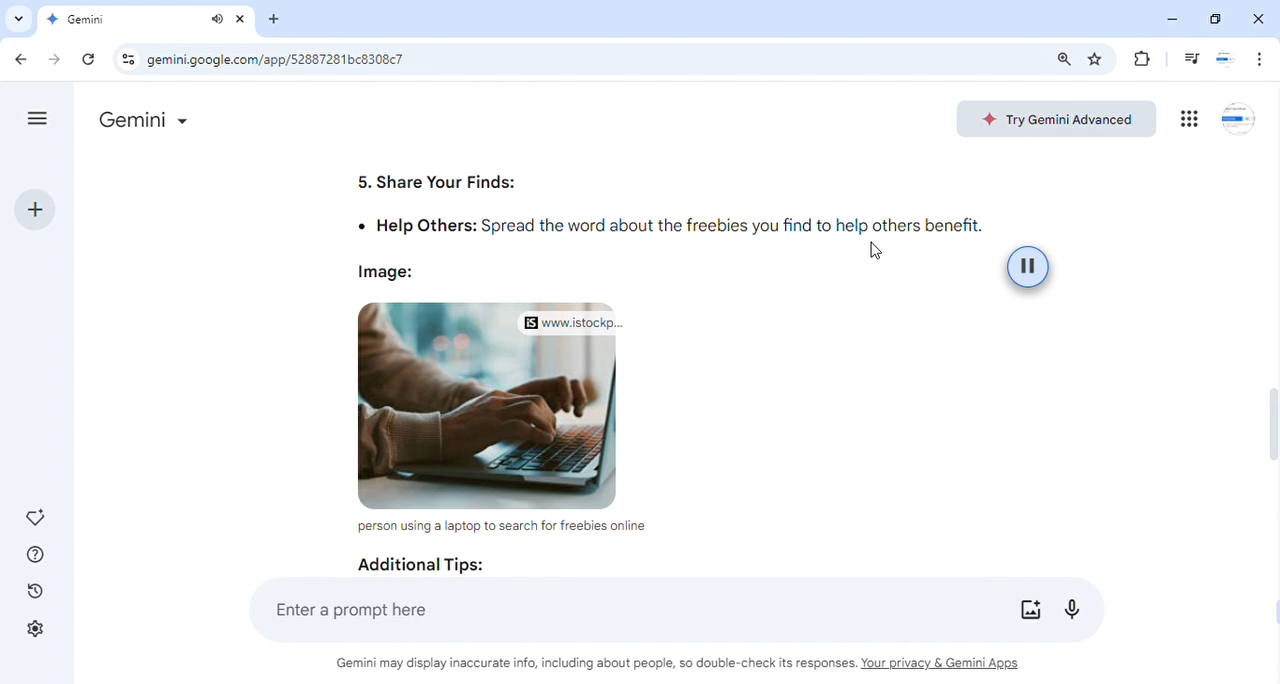 Gemini
gemini.google.com/app/52887281bc8308c7
Gemini
Try Gemini Advanced
5. Share Your Finds:
• Help Others: Spread the word about the freebies you find to help others benefit.
Image:
IS www.istockp...
person using a laptop to search for freebies online
Additional Tips:
Enter a prompt here
Gemini may display inaccurate info, including about people, so double-check its responses. Your privacy & Gemini Apps